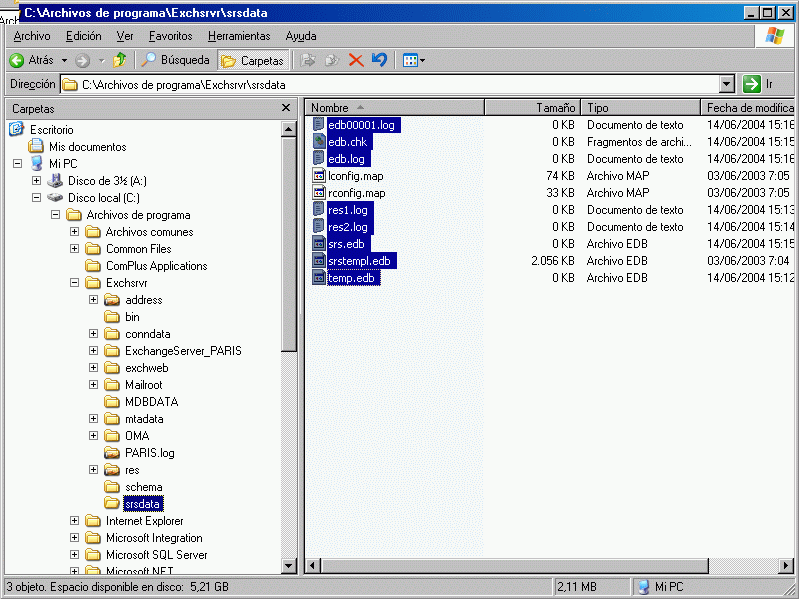 C:\Archivos de programa\Exchsrvr\srsdata
Archivo Edición Ver Favoritos Herramientas Ayuda
Atrás Búsqueda Carpetas
Dirección C:\Archivos de programa\Exchsrvr\srsdata Ir
Carpetas
Escritorio
Mis documentos
Mi PC
Disco de 3½ (A:)
Disco local (C:)
Archivos de programa
Archivos comunes
Common Files
ComPlus Applications
Exchsrvr
address
bin
conndata
ExchangeServer_PARIS
exchweb
Mailroot
MDBDATA
mtadata
OMA
PARIS.log
res
schema
srsdata
Internet Explorer
Microsoft Integration
Microsoft SQL Server
Microsoft.NET
Nombre Tamaño Tipo Fecha de modifica
edb00001.log 0 KB Documento de texto 14/06/2004 15:16
edb.chk 0 KB Fragmentos de archi... 14/06/2004 15:15
edb.log 0 KB Documento de texto 14/06/2004 15:16
lconfig.map 74 KB Archivo MAP 03/06/2003 7:05
rconfig.map 33 KB Archivo MAP 03/06/2003 7:05
res1.log 0 KB Documento de texto 14/06/2004 15:13
res2.log 0 KB Documento de texto 14/06/2004 15:14
srs.edb 0 KB Archivo EDB 14/06/2004 15:15
srstempl.edb 2.056 KB Archivo EDB 03/06/2003 7:04
temp.edb 0 KB Archivo EDB 14/06/2004 15:12
3 objeto. Espacio disponible en disco: 5,21 GB 2,11 MB Mi PC